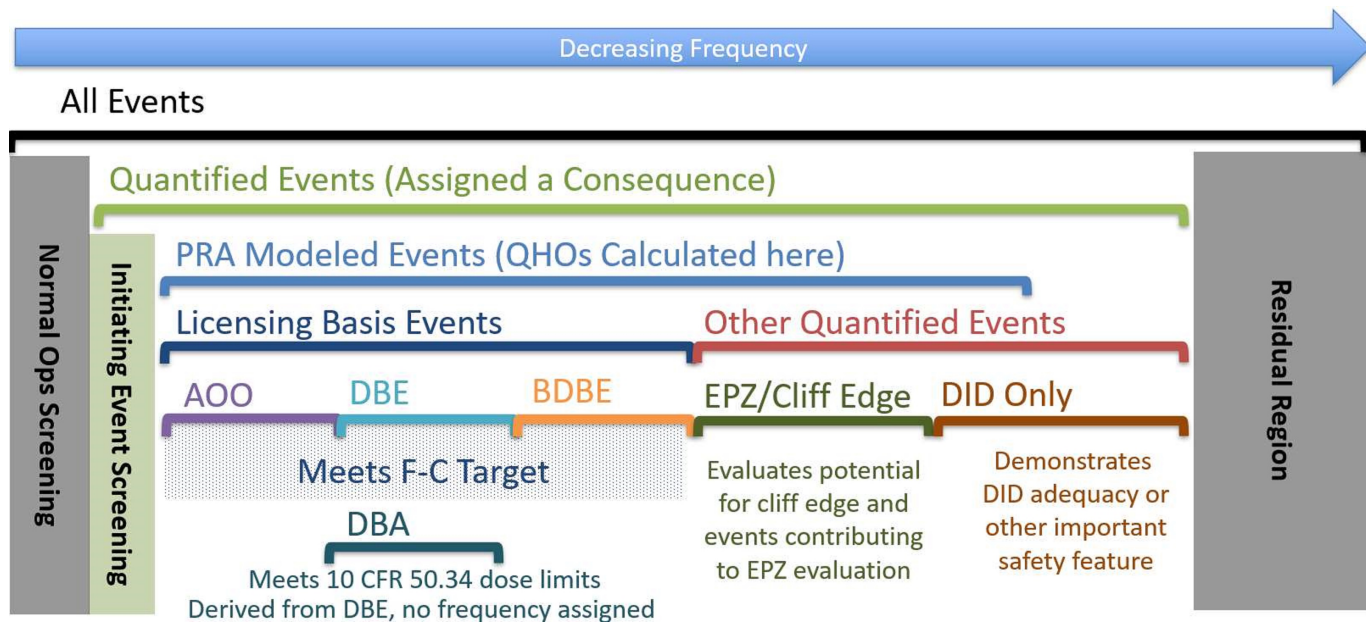 Decreasing Frequency
All Events
Normal Ops Screening
Initiating Event Screening
Quantified Events (Assigned a Consequence)
PRA Modeled Events (QHOs Calculated here)
Licensing Basis Events
Other Quantified Events
AOO
DBE
BDBE
EPZ/Cliff Edge
DID Only
Meets F-C Target
DBA
Meets 10 CFR 50.34 dose limits
Derived from DBE, no frequency assigned
Evaluates potential
for cliff edge and
events contributing
to EPZ evaluation
Demonstrates
DID adequacy or
other important
safety feature
Residual Region